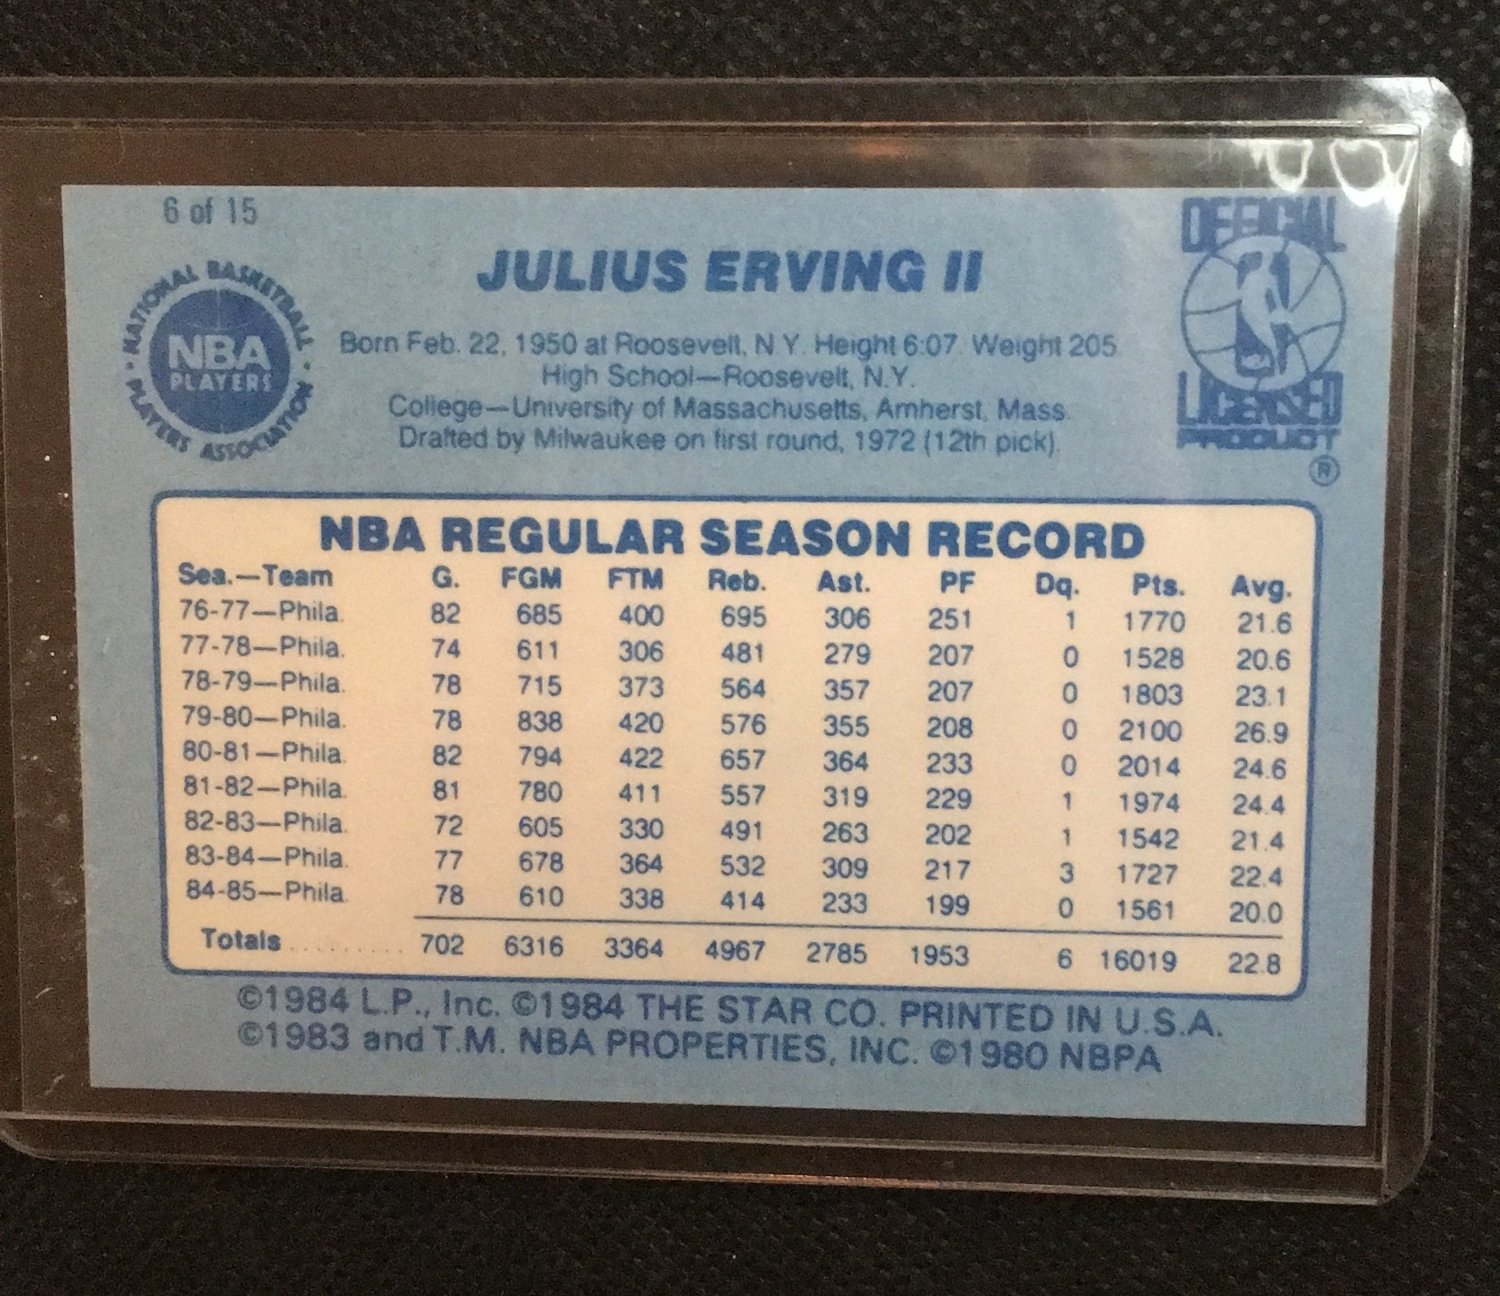 6 of 15
JULIUS ERVING II
NATIONAL BASKETBALL
PLAYERS ASSOCIATION
NBA
PLAYERS
OFFICIAL
LICENSED
PRODUCT
®
Born Feb. 22, 1950 at Roosevelt, N.Y. Height 6:07 Weight 205
High School—Roosevelt, N.Y.
College—University of Massachusetts, Amherst, Mass.
Drafted by Milwaukee on first round, 1972 (12th pick).
NBA REGULAR SEASON RECORD
Sea.—Team G. FGM FTM Reb. Ast. PF Dq. Pts. Avg.
76-77—Phila. 82 685 400 695 306 251 1 1770 21.6
77-78—Phila. 74 611 306 481 279 207 0 1528 20.6
78-79—Phila. 78 715 373 564 357 207 0 1803 23.1
79-80—Phila. 78 838 420 576 355 208 0 2100 26.9
80-81—Phila. 82 794 422 657 364 233 0 2014 24.6
81-82—Phila. 81 780 411 557 319 229 1 1974 24.4
82-83—Phila. 72 605 330 491 263 202 1 1542 21.4
83-84—Phila. 77 678 364 532 309 217 3 1727 22.4
84-85—Phila. 78 610 338 414 233 199 0 1561 20.0
Totals .......... 702 6316 3364 4967 2785 1953 6 16019 22.8
©1984 L.P., Inc. ©1984 THE STAR CO. PRINTED IN U.S.A.
©1983 and T.M. NBA PROPERTIES, INC. ©1980 NBPA